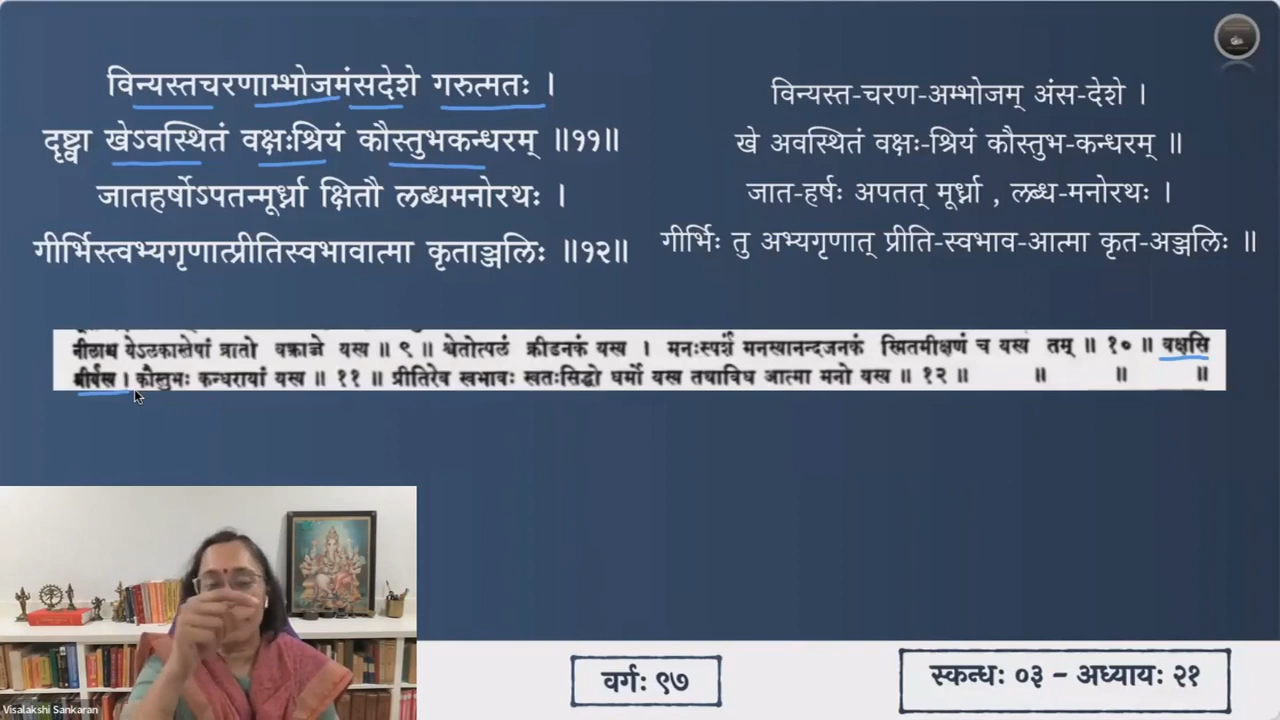 विन्यस्तचरणाम्भोजमंसदेशे गरुत्मतः ।
दृष्ट्वा खेऽवस्थितं वक्षःश्रियं कौस्तुभकन्धरम् ॥११॥
जातहर्षोऽपतन्मूर्ध्ना क्षितौ लब्धमनोरथः ।
गीर्भिस्त्वभ्यगृणात्प्रीतिस्वभावात्मा कृताञ्जलिः ॥१२॥
विन्यस्त-चरण-अम्भोजम् अंस-देशे ।
खे अवस्थितं वक्षः-श्रियं कौस्तुभ-कन्धरम् ॥
जात-हर्षः अपतत् मूर्ध्ना , लब्ध-मनोरथः ।
गीर्भिः तु अभ्यगृणात् प्रीति-स्वभाव-आत्मा कृत-अञ्जलिः ॥
नीलाश्च येऽलकास्तेषां व्रातो वक्त्राब्जे यस्य ॥ ९ ॥ श्वेतोत्पलं क्रीडनकं यस्य । मनःस्पर्शं मनस्यानन्दजनकं स्मितमीक्षणं च यस्य तम् ॥ १० ॥ वक्षसि
श्रीर्यस्य । कौस्तुभः कन्धरायां यस्य ॥ ११ ॥ प्रीतिरेव स्वभावः स्वतःसिद्धो धर्मो यस्य तथाविध आत्मा मनो यस्य ॥ १२ ॥ ॥ ॥ ॥
Visalakshi Sankaran
वर्गः ९७
स्कन्धः ०३ – अध्यायः २१